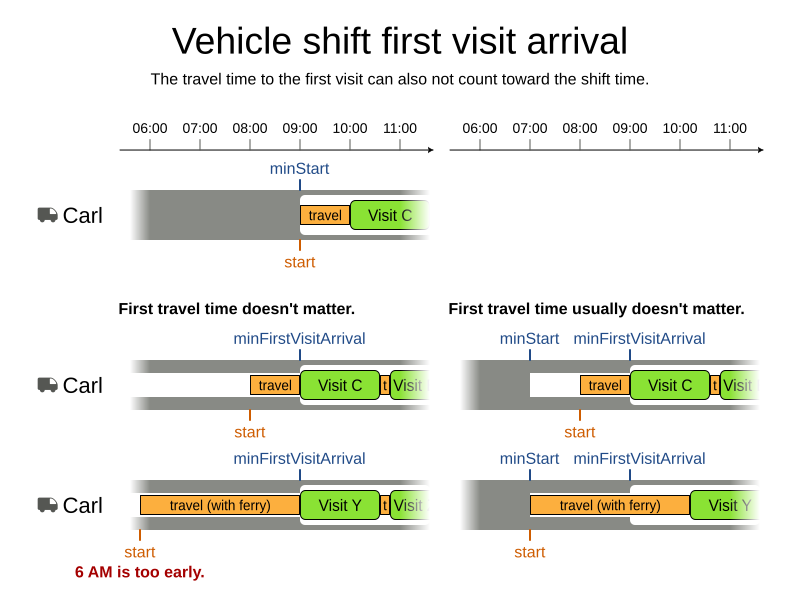 Vehicle shift first visit arrival
The travel time to the first visit can also not count toward the shift time.
06:00 07:00 08:00 09:00 10:00 11:00 06:00 07:00 08:00 09:00 10:00 11:00
minStart
Carl travel Visit C
start
First travel time doesn't matter. First travel time usually doesn't matter.
minFirstVisitArrival minStart minFirstVisitArrival
Carl travel Visit C t Visit travel Visit C t Visit
start start
minFirstVisitArrival minStart minFirstVisitArrival
Carl travel (with ferry) Visit Y t Visit travel (with ferry) Visit Y
start start
6 AM is too early.